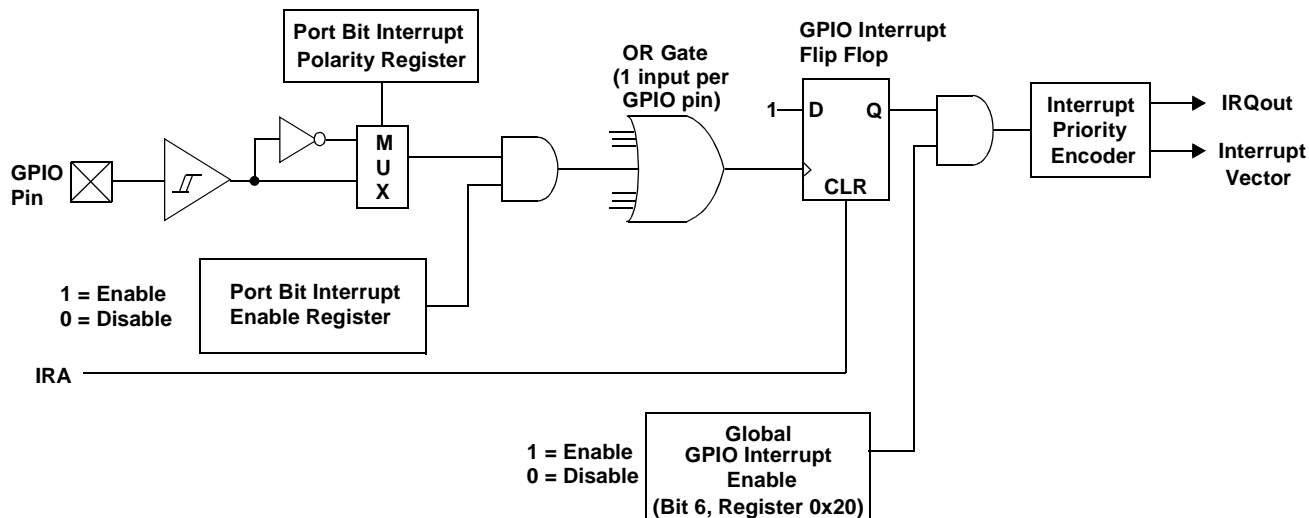 Port Bit Interrupt
Polarity Register
OR Gate
(1 input per
GPIO pin)
GPIO Interrupt
Flip Flop
GPIO
Pin
M
U
X
1
D
Q
CLR
Interrupt
Priority
Encoder
IRQout
Interrupt
Vector
1 = Enable
0 = Disable
Port Bit Interrupt
Enable Register
IRA
1 = Enable
0 = Disable
Global
GPIO Interrupt
Enable
(Bit 6, Register 0x20)